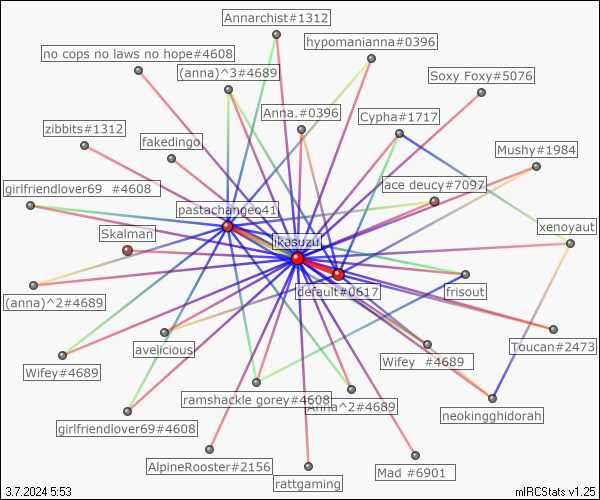 Annarchist#1312
hypomanianna#0396
no cops no laws no hope#4608
(anna)^3#4689
Soxy Foxy#5076
Anna.#0396
Cypha#1717
zibbits#1312
fakedingo
Mushy#1984
girlfriendlover69 #4608
ace deucy#7097
pastachangeo41
xenoyaut
Skalman
jkasuzu
default#0617
frisout
(anna)^2#4689
avelicious
Wifey #4689
Toucan#2473
Wifey#4689
ramshackle gorey#4608
Anna^2#4689
neokingghidorah
girlfriendlover69#4608
AlpineRooster#2156
rattgaming
Mad #6901
3.7.2024 5:53
mIRCStats v1.25